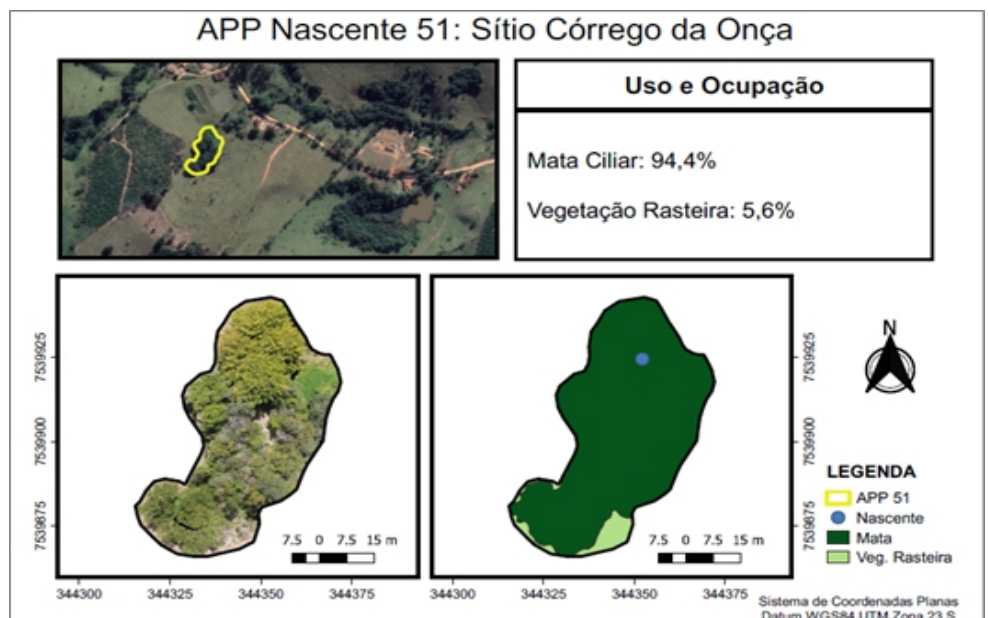 APP Nascente 51: Sítio Córrego da Onça
Uso e Ocupação
Mata Ciliar: 94,4%
Vegetação Rasteira: 5,6%
7539925
7539900
7539875
7.5 0 7.5 15 m
344300 344325 344350 344375
7.5 0 7.5 15 m
344300 344325 344350 344375
7539925
7539900
7539875
N
LEGENDA
APP 51
Nascente
Mata
Veg. Rasteira
Sistema de Coordenadas Planas
Datum WGS84 UTM Zona 23 S